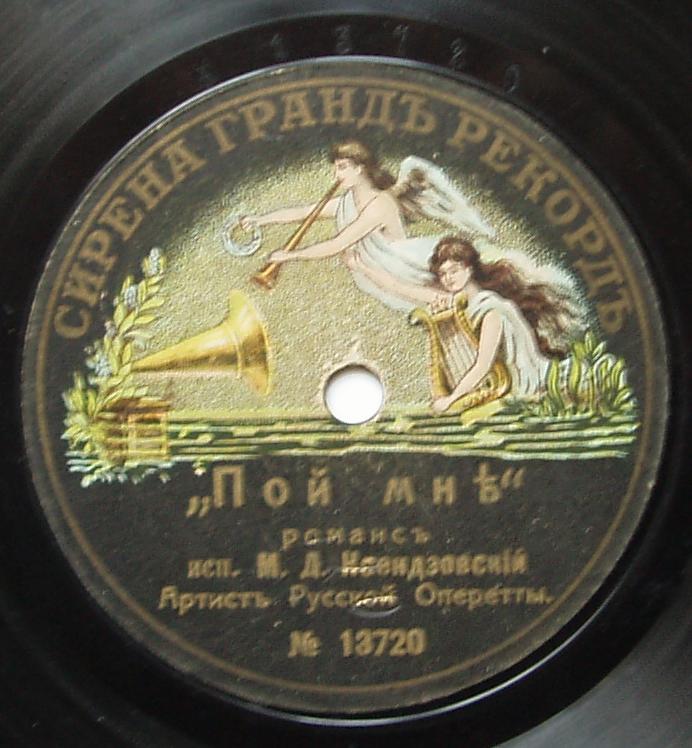 СИРЕНА ГРАНДЪ РЕКОРДЪ
„Пой мнѣ“
романсъ
исп. М. Д. Ксендзовскій
Артистъ Русской Оперетты.
№ 13720